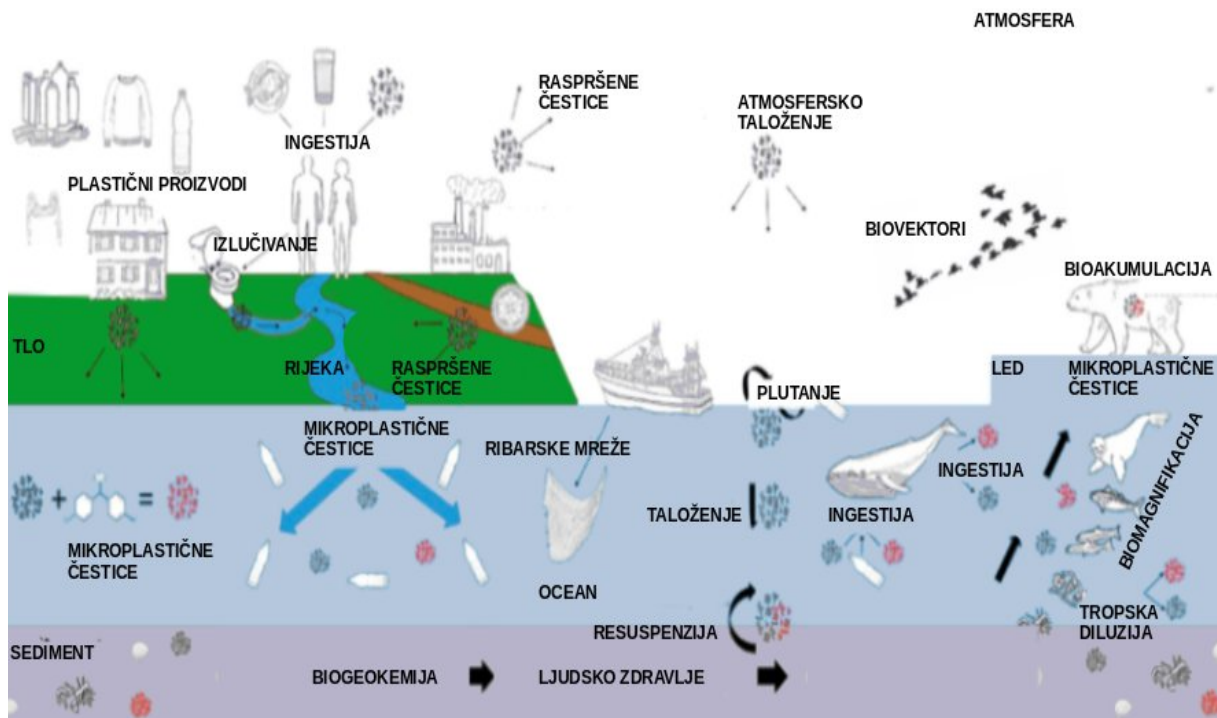 ATMOSFERA
RASPRŠENE
ČESTICE
ATMOSFERSKO
TALOŽENJE
INGESTIJA
PLASTIČNI PROIZVODI
BIOVEKTORI
IZLUČIVANJE
BIOAKUMULACIJA
TLO
RIJEKA
RASPRŠENE
ČESTICE
LED
MIKROPLASTIČNE
ČESTICE
PLUTANJE
MIKROPLASTIČNE
ČESTICE
RIBARSKE MREŽE
INGESTIJA
BIOMAGNIFIKACIJA
+
=
TALOŽENJE
INGESTIJA
MIKROPLASTIČNE
ČESTICE
OCEAN
TROPSKA
DILUZIJA
RESUSPENZIJA
SEDIMENT
BIOGEOKEMIJA
LJUDSKO ZDRAVLJE